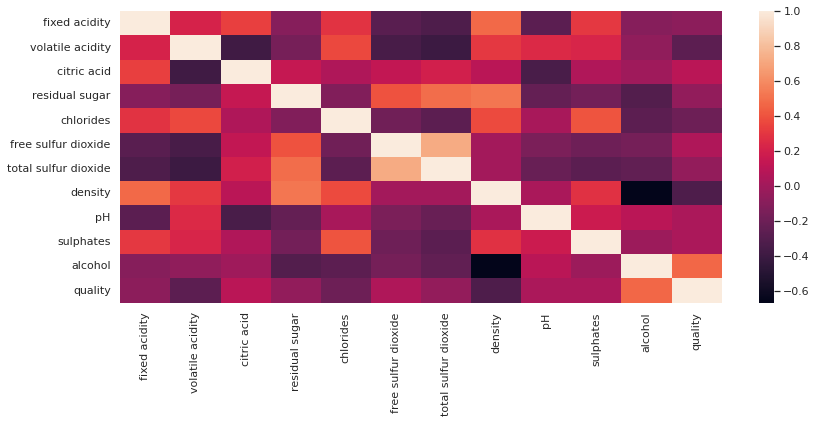 fixed acidity
volatile acidity
citric acid
residual sugar
chlorides
free sulfur dioxide
total sulfur dioxide
density
pH
sulphates
alcohol
quality
fixed acidity
volatile acidity
citric acid
residual sugar
chlorides
free sulfur dioxide
total sulfur dioxide
density
pH
sulphates
alcohol
quality
1.0
0.8
0.6
0.4
0.2
0.0
−0.2
−0.4
−0.6